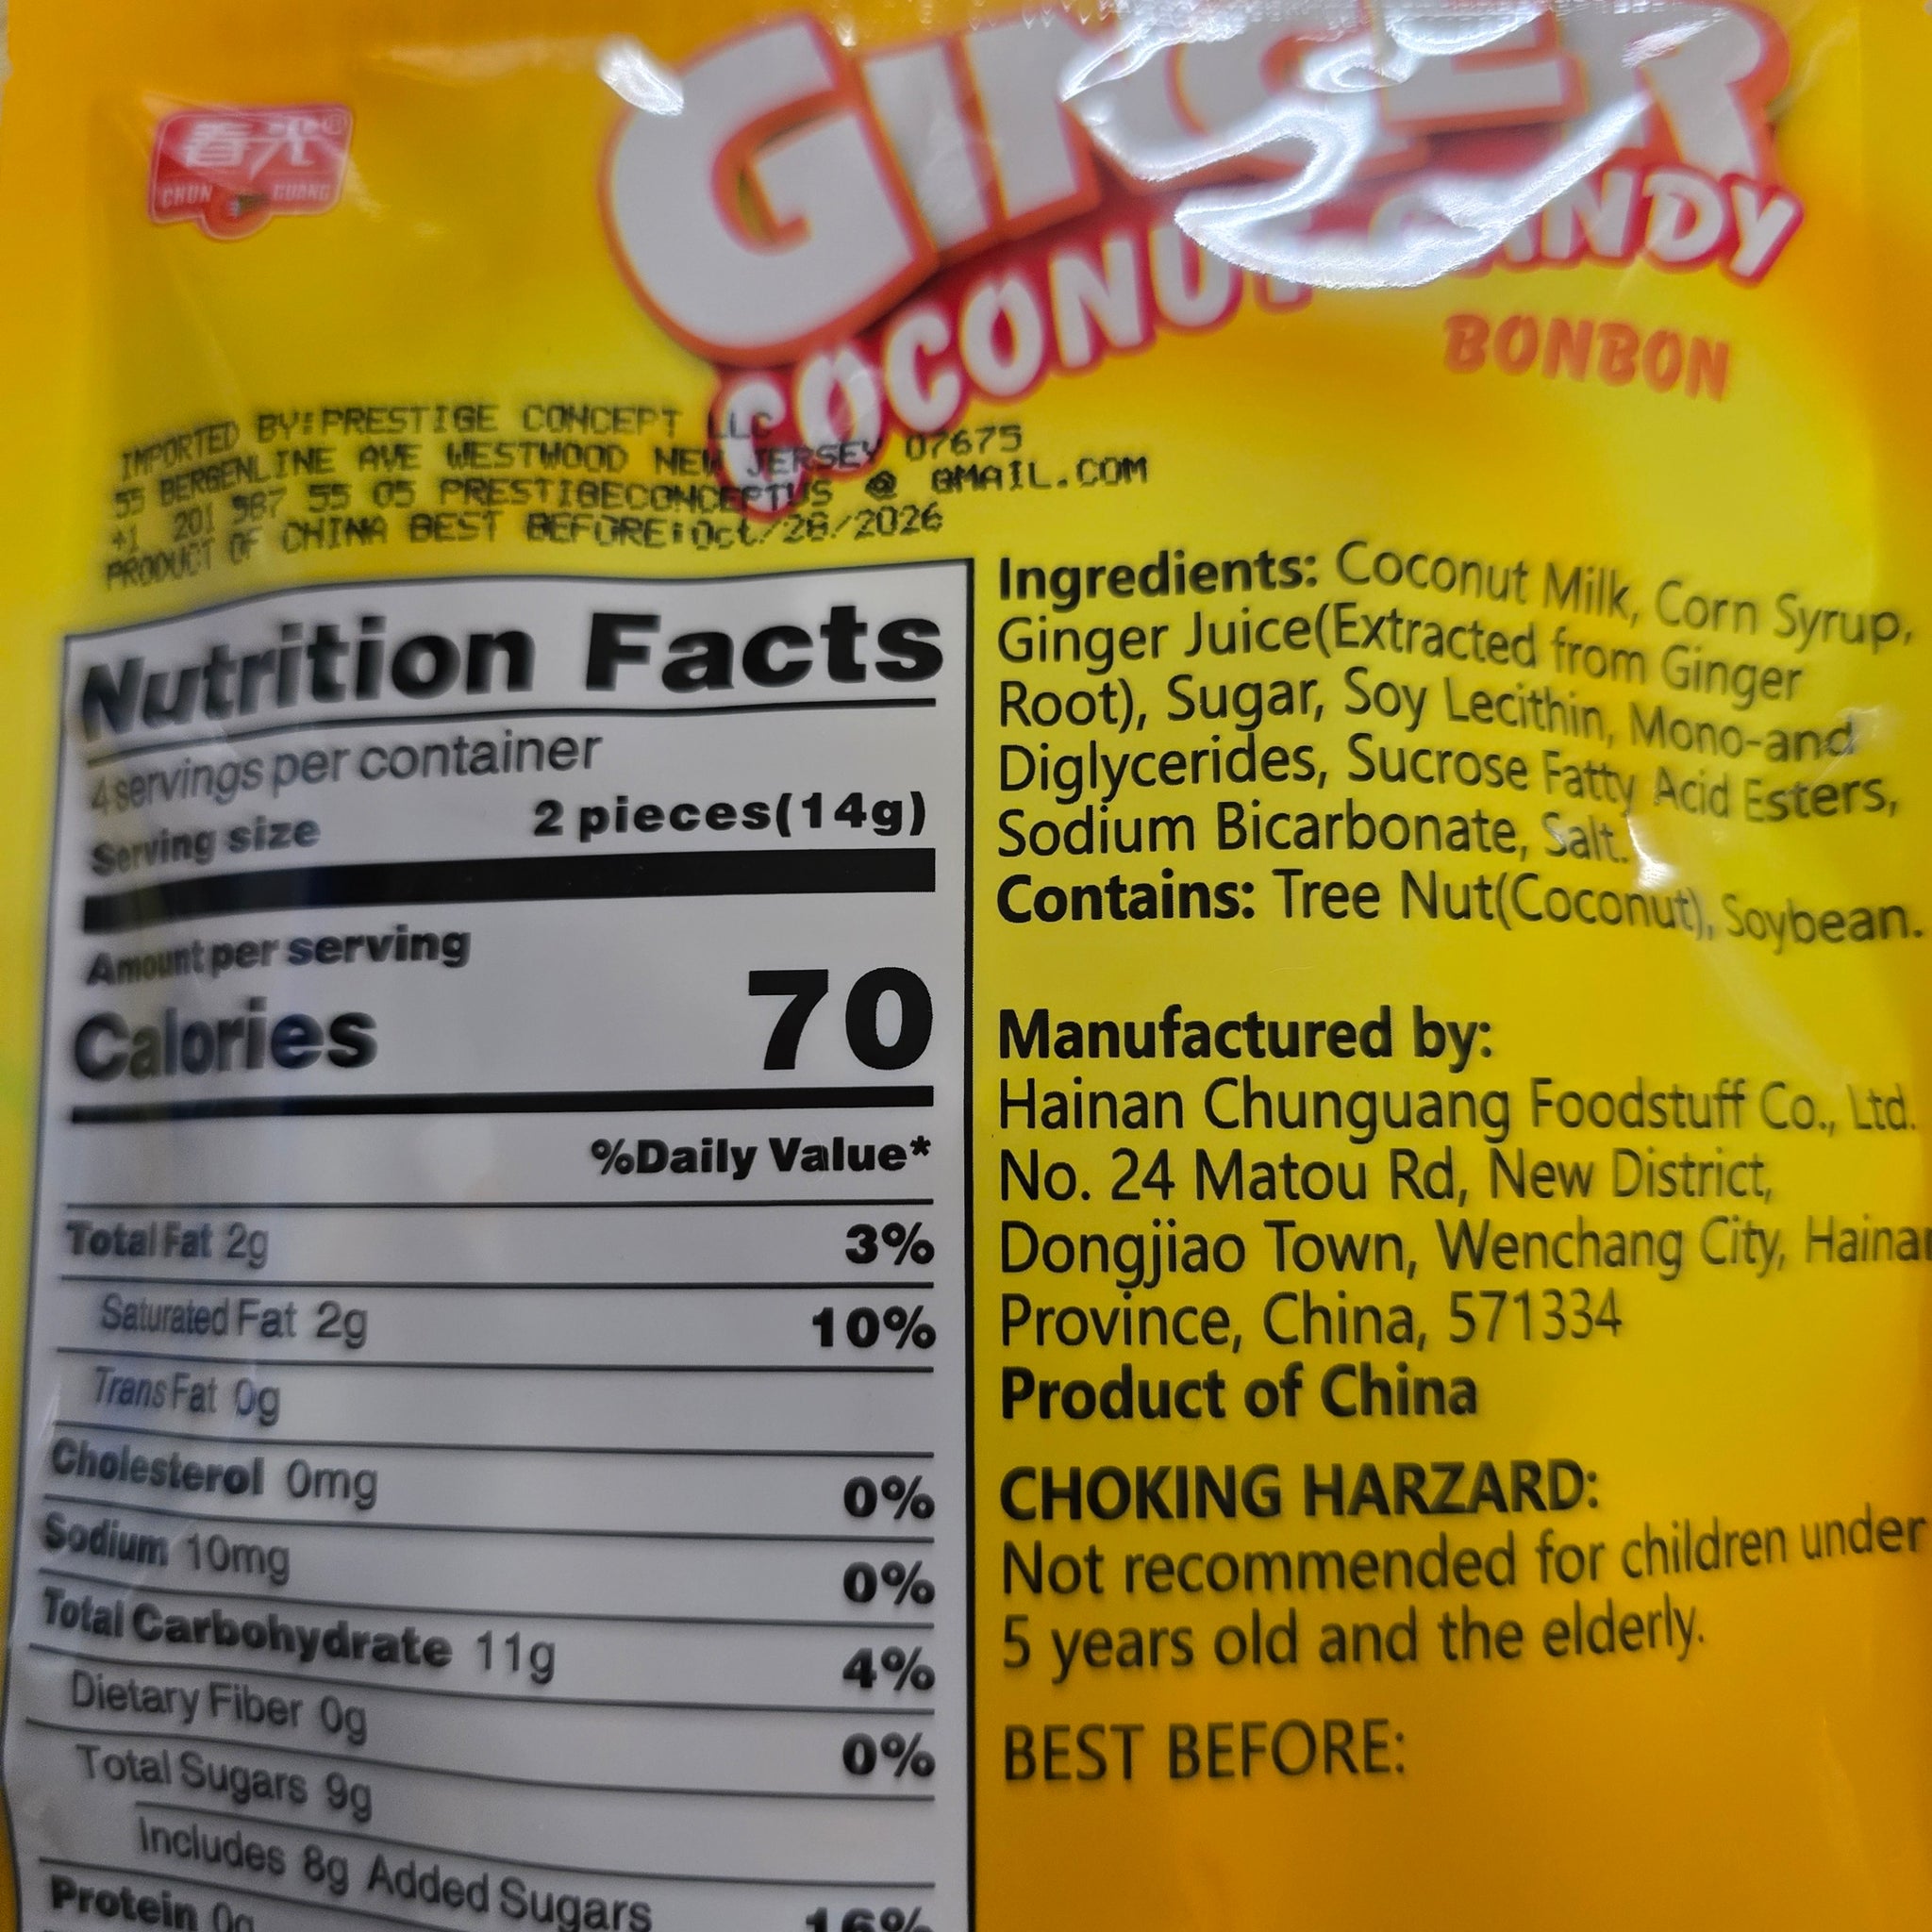 春光®
CHUN GUANG
GINGER
COCONUT CANDY
BONBON
IMPORTED BY:PRESTIGE CONCEPT LLC
55 BERGENLINE AVE WESTWOOD NEW JERSEY 07675
+1 201 987 55 05 PRESTIGECONCEPTUS @ GMAIL.COM
PRODUCT OF CHINA BEST BEFORE:Oct/26/2026
Nutrition Facts
4 servings per container
Serving size 2 pieces(14g)
Amount per serving
Calories 70
%Daily Value*
Total Fat 2g 3%
Saturated Fat 2g 10%
Trans Fat 0g
Cholesterol 0mg 0%
Sodium 10mg 0%
Total Carbohydrate 11g 4%
Dietary Fiber 0g 0%
Total Sugars 9g
Includes 8g Added Sugars 16%
Protein 0g
Ingredients: Coconut Milk, Corn Syrup,
Ginger Juice(Extracted from Ginger
Root), Sugar, Soy Lecithin, Mono-and
Diglycerides, Sucrose Fatty Acid Esters,
Sodium Bicarbonate, Salt.
Contains: Tree Nut(Coconut), Soybean.
Manufactured by:
Hainan Chunguang Foodstuff Co., Ltd.
No. 24 Matou Rd, New District,
Dongjiao Town, Wenchang City, Hainan
Province, China, 571334
Product of China
CHOKING HARZARD:
Not recommended for children under
5 years old and the elderly.
BEST BEFORE: